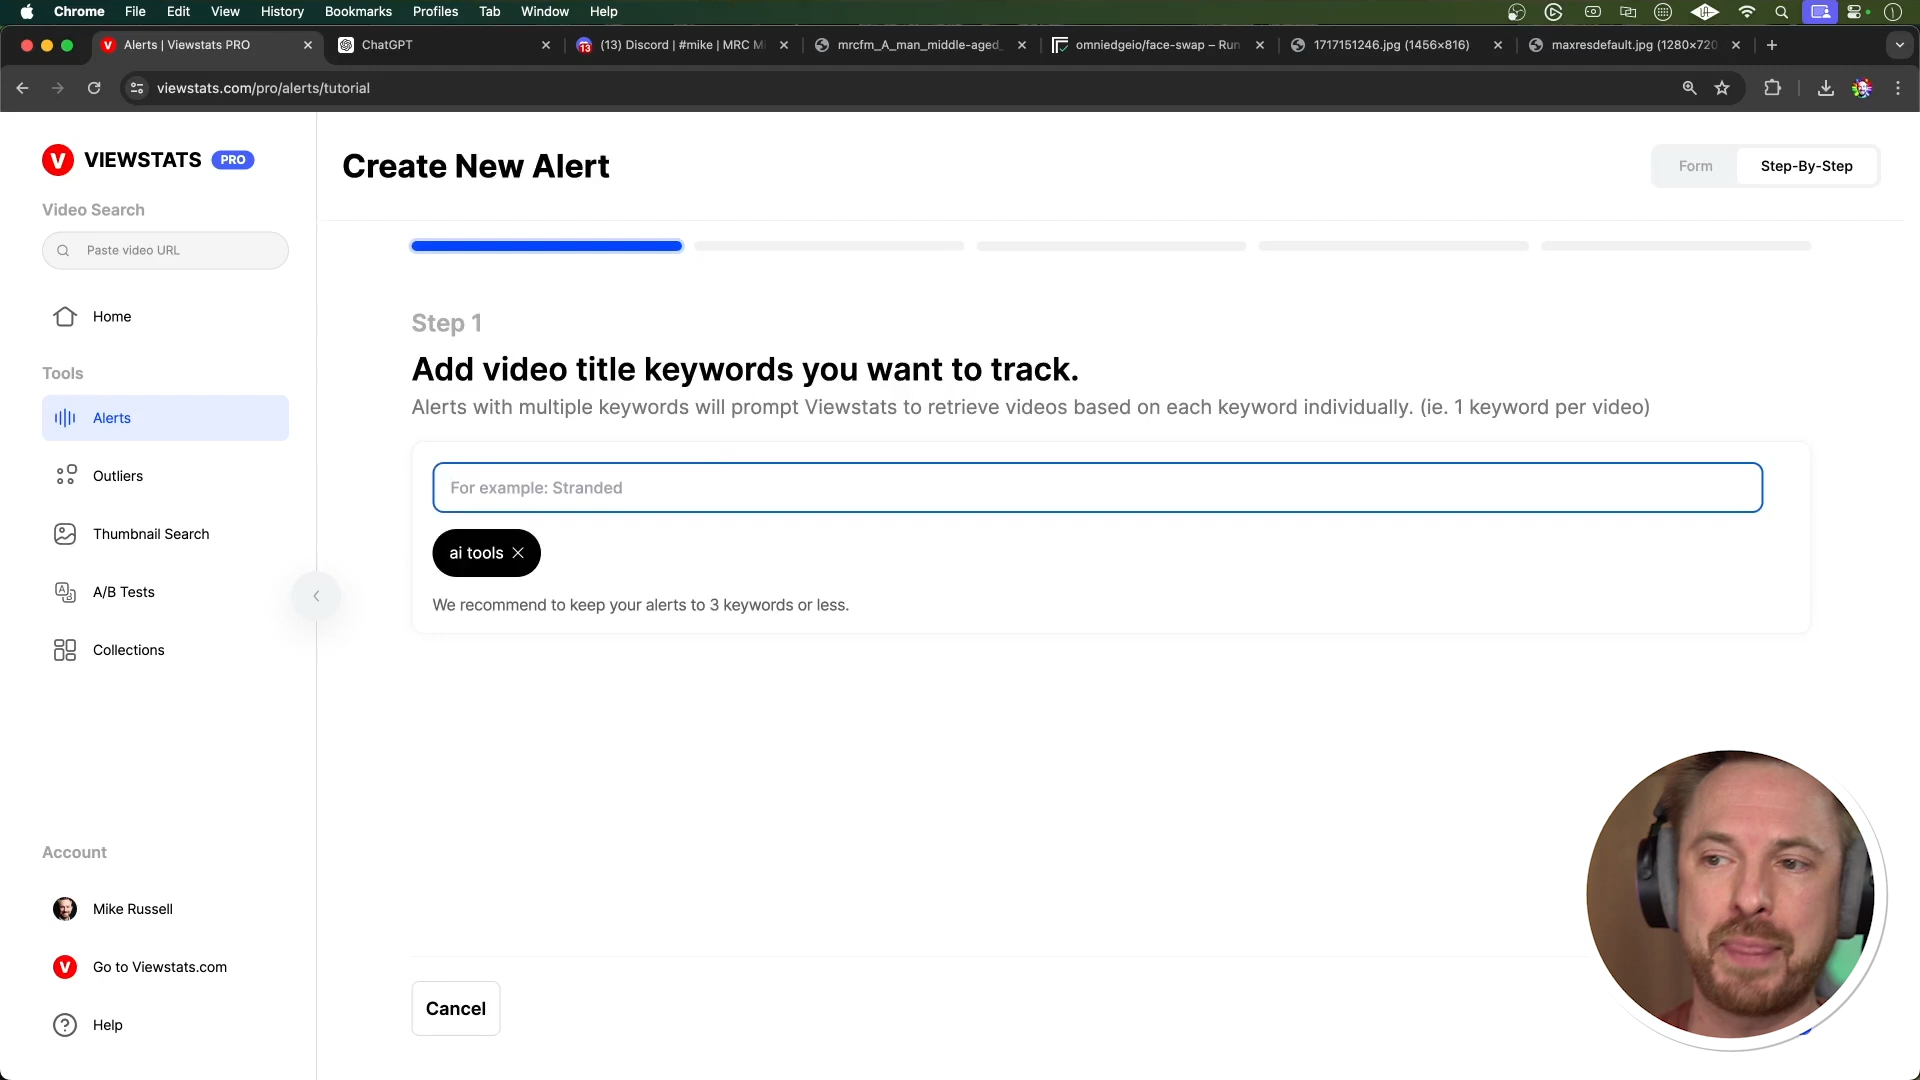 Chrome File Edit View History Bookmarks Profiles Tab Window Help
Alerts | Viewstats PRO
ChatGPT
(13) Discord | #mike | MRC Mi
mrcfm_A_man_middle-aged_
omniedgeio/face-swap – Run
1717151246.jpg (1456×816)
maxresdefault.jpg (1280×720
viewstats.com/pro/alerts/tutorial
V VIEWSTATS PRO
Video Search
Paste video URL
Home
Tools
Alerts
Outliers
Thumbnail Search
A/B Tests
Collections
Account
Mike Russell
V Go to Viewstats.com
Help
Create New Alert
Form Step-By-Step
Step 1
Add video title keywords you want to track.
Alerts with multiple keywords will prompt Viewstats to retrieve videos based on each keyword individually. (ie. 1 keyword per video)
For example: Stranded
ai tools
We recommend to keep your alerts to 3 keywords or less.
Cancel